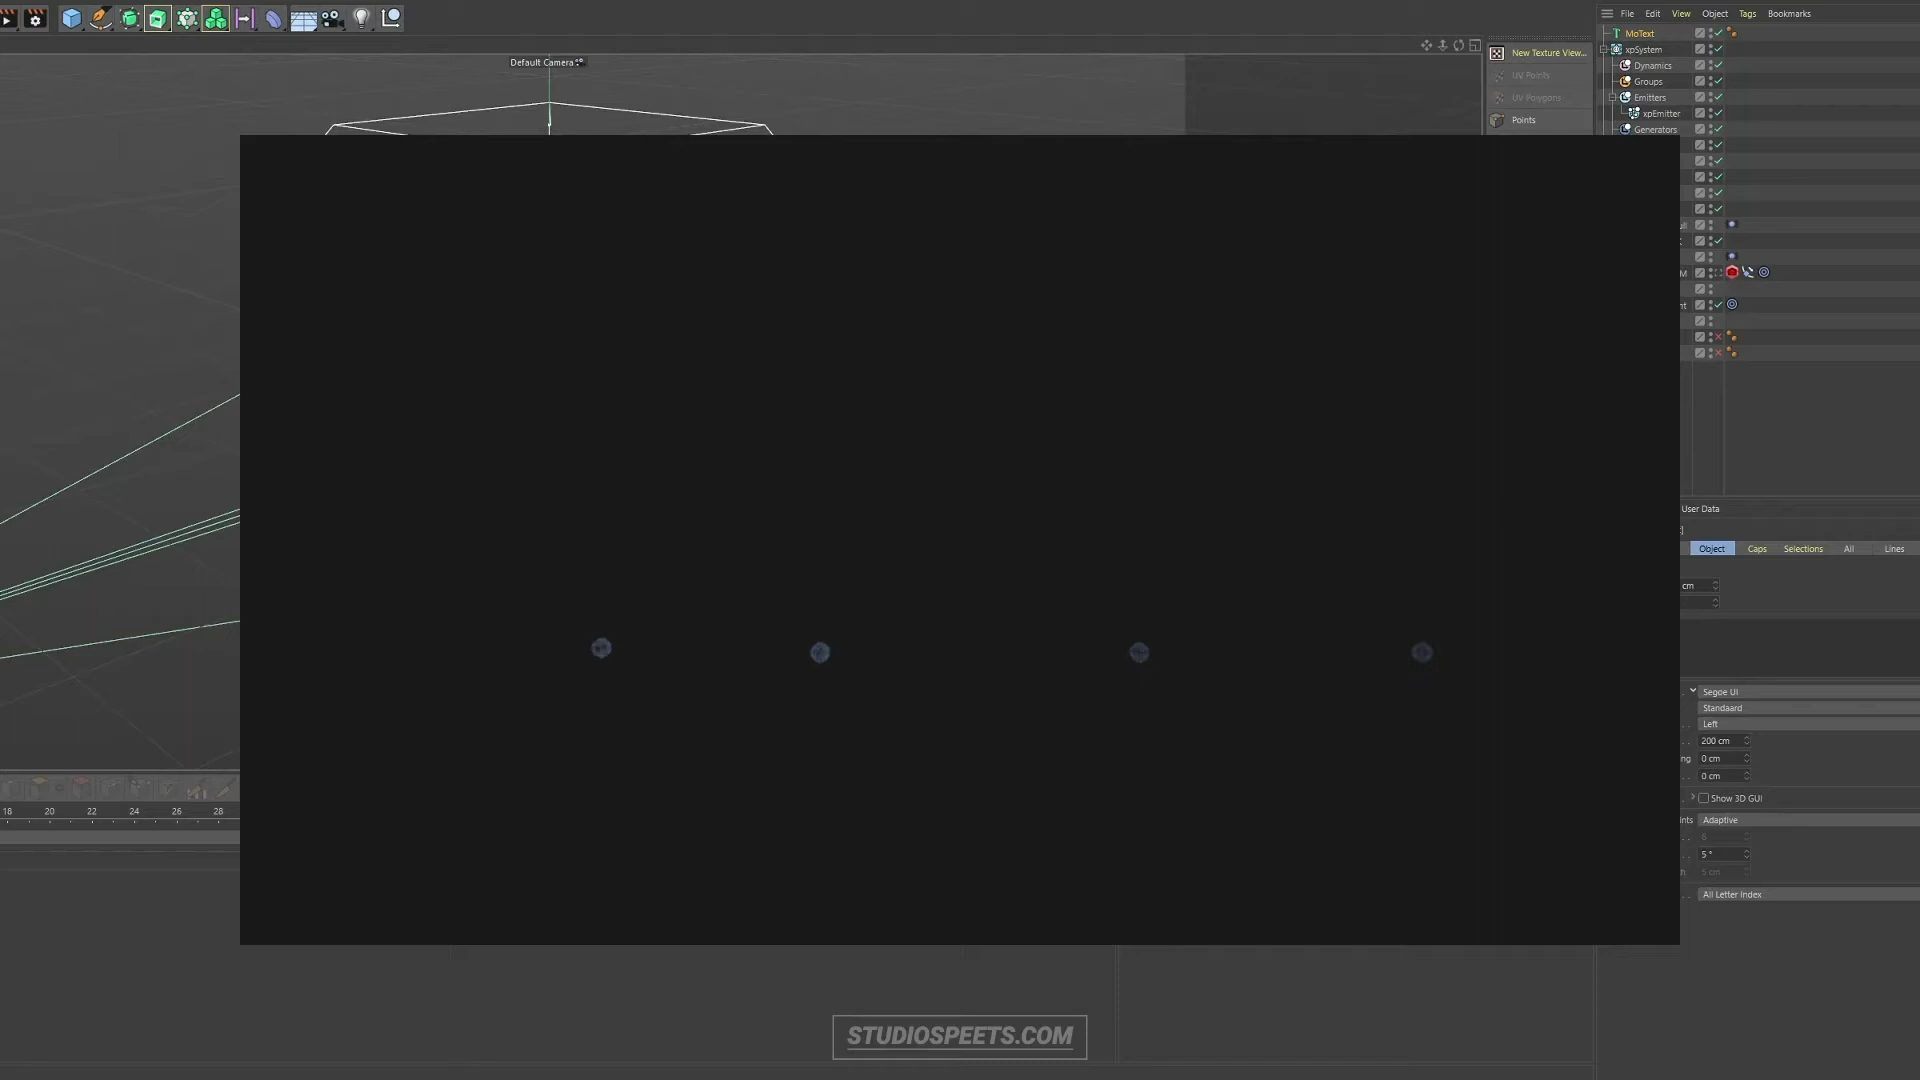 File Edit View Object Tags Bookmarks
MoText
xpSystem
Dynamics
Groups
Emitters
xpEmitter
Generators
Default Camera
New Texture View...
UV Points
UV Polygons
Points
User Data
Object Caps Selections All Lines
cm
Segoe UI
Standaard
Left
200 cm
0 cm
0 cm
Show 3D GUI
Adaptive
6
5 °
5 cm
All Letter Index
18 20 22 24 26 28
STUDIOSPEETS.COM